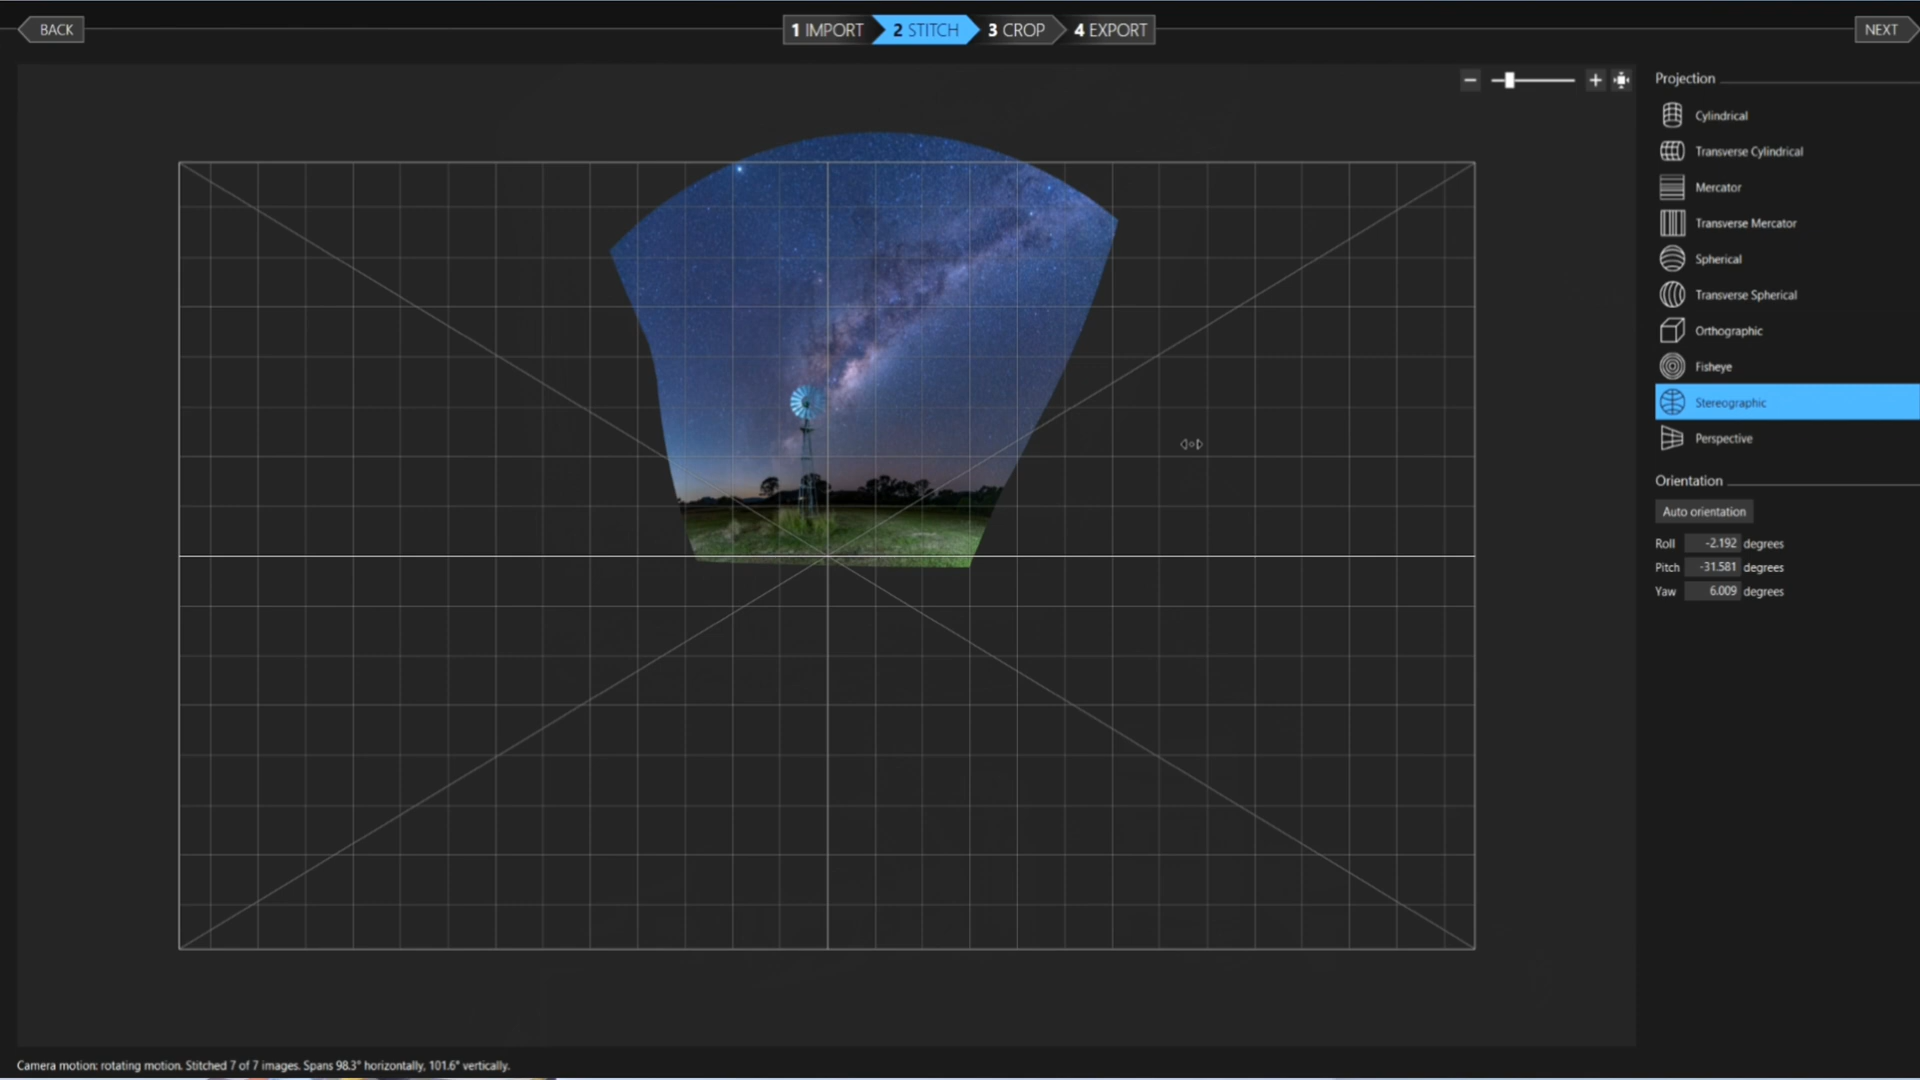 BACK
1 IMPORT
2 STITCH
3 CROP
4 EXPORT
NEXT
Projection
Cylindrical
Transverse Cylindrical
Mercator
Transverse Mercator
Spherical
Transverse Spherical
Orthographic
Fisheye
Stereographic
Perspective
Orientation
Auto orientation
Roll -2.192 degrees
Pitch -31.581 degrees
Yaw 6.009 degrees
Camera motion: rotating motion. Stitched 7 of 7 images. Spans 98.3° horizontally, 101.6° vertically.